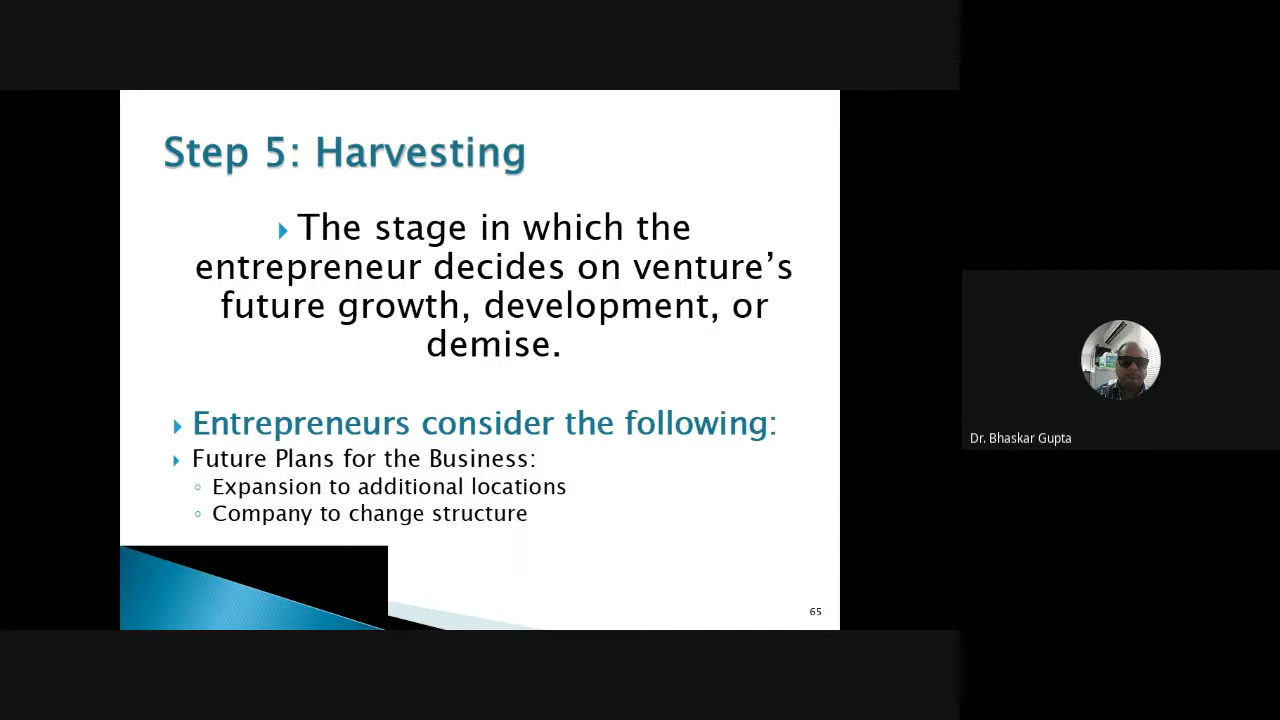 Step 5: Harvesting
The stage in which the
entrepreneur decides on venture’s
future growth, development, or
demise.
Entrepreneurs consider the following:
Future Plans for the Business:
Expansion to additional locations
Company to change structure
65
Dr. Bhaskar Gupta